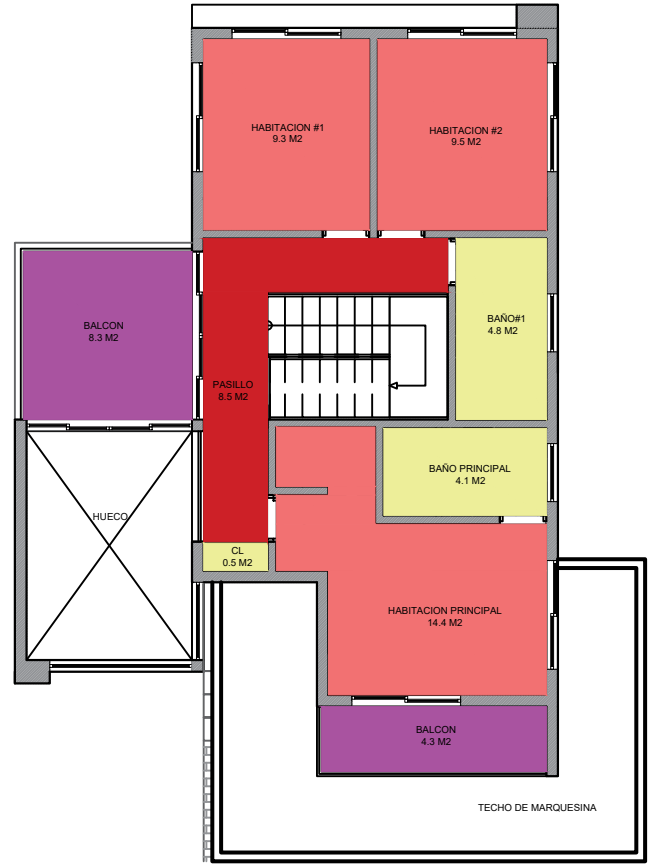 HABITACION #1
9.3 M2
HABITACION #2
9.5 M2
BALCON
8.3 M2
BAÑO#1
4.8 M2
PASILLO
8.5 M2
BAÑO PRINCIPAL
4.1 M2
HUECO
CL
0.5 M2
HABITACION PRINCIPAL
14.4 M2
BALCON
4.3 M2
TECHO DE MARQUESINA